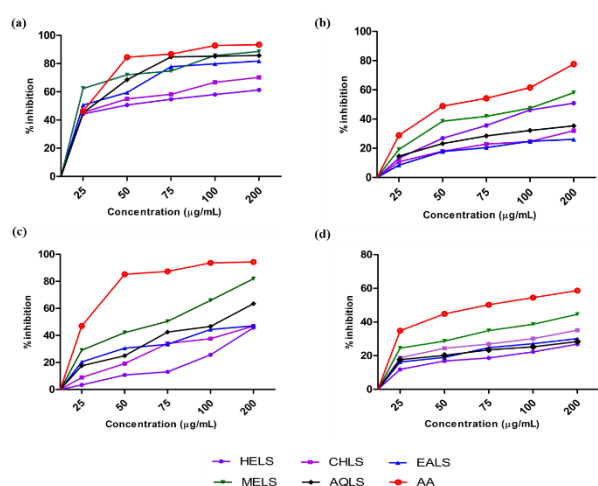 (a)
% inhibition
100
80
60
40
20
0
25 50 75 100 200
Concentration (µg/mL)
(b)
% inhibition
100
80
60
40
20
0
25 50 75 100 200
Concentration (µg/mL)
(c)
% inhibition
100
80
60
40
20
0
25 50 75 100 200
Concentration (µg/mL)
(d)
% inhibition
80
60
40
20
0
25 50 75 100 200
Concentration (µg/mL)
HELS CHLS EALS
MELS AQLS AA